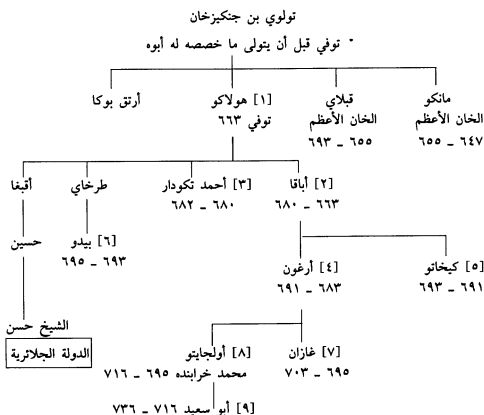 تولوي بن جنكيزخان
* توفي قبل أن يتولى ما خصصه له أبوه
مانكو
الخان الأعظم
٦٤٧ – ٦٥٥
قبلاي
الخان الأعظم
٦٥٥ – ٦٩٣
[١] هولاكو
توفي ٦٦٣
أرتق بوكا
[٢] أباقا
٦٦٣ – ٦٨٠
[٣] أحمد تكودار
٦٨٠ – ٦٨٢
طرخاي
أقبغا
[٦] بيدو
٦٩٣ – ٦٩٥
حسين
[٥] كيخاتو
٦٩١ – ٦٩٣
[٤] أرغون
٦٨٣ – ٦٩١
الشيخ حسن
الدولة الجلائرية
[٧] غازان
٦٩٥ – ٧٠٣
[٨] أولجايتو
محمد خرابنده ٦٩٥ – ٧١٦
[٩] أبو سعيد ٧١٦ – ٧٣٦